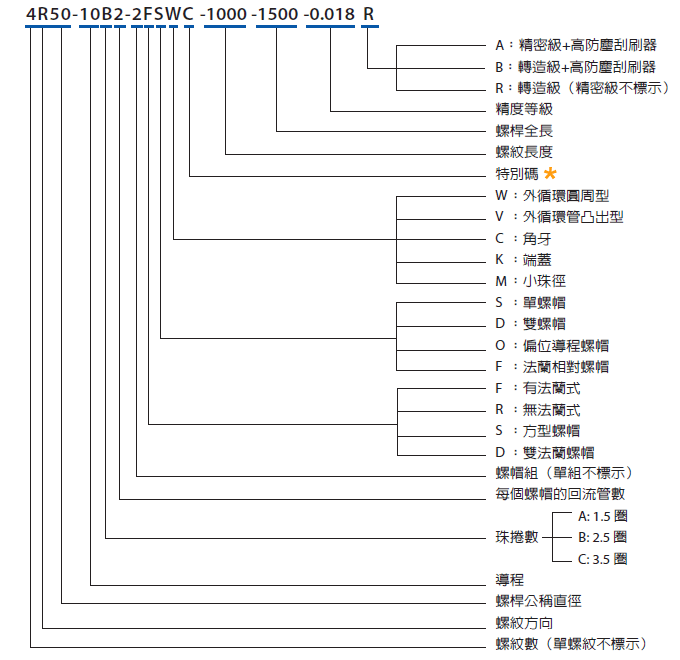 4R50-10B2-2FSWC -1000 -1500 -0.018 R
A：精密級+高防塵刮刷器
B：轉造級+高防塵刮刷器
R：轉造級（精密級不標示）
精度等級
螺桿全長
螺紋長度
特別碼 *
W：外循環圓周型
V：外循環管凸出型
C：角牙
K：端蓋
M：小珠徑
S：單螺帽
D：雙螺帽
O：偏位導程螺帽
F：法蘭相對螺帽
F：有法蘭式
R：無法蘭式
S：方型螺帽
D：雙法蘭螺帽
螺帽組（單組不標示）
每個螺帽的回流管數
A: 1.5 圈
珠捲數 B: 2.5 圈
C: 3.5 圈
導程
螺桿公稱直徑
螺紋方向
螺紋數（單螺紋不標示）